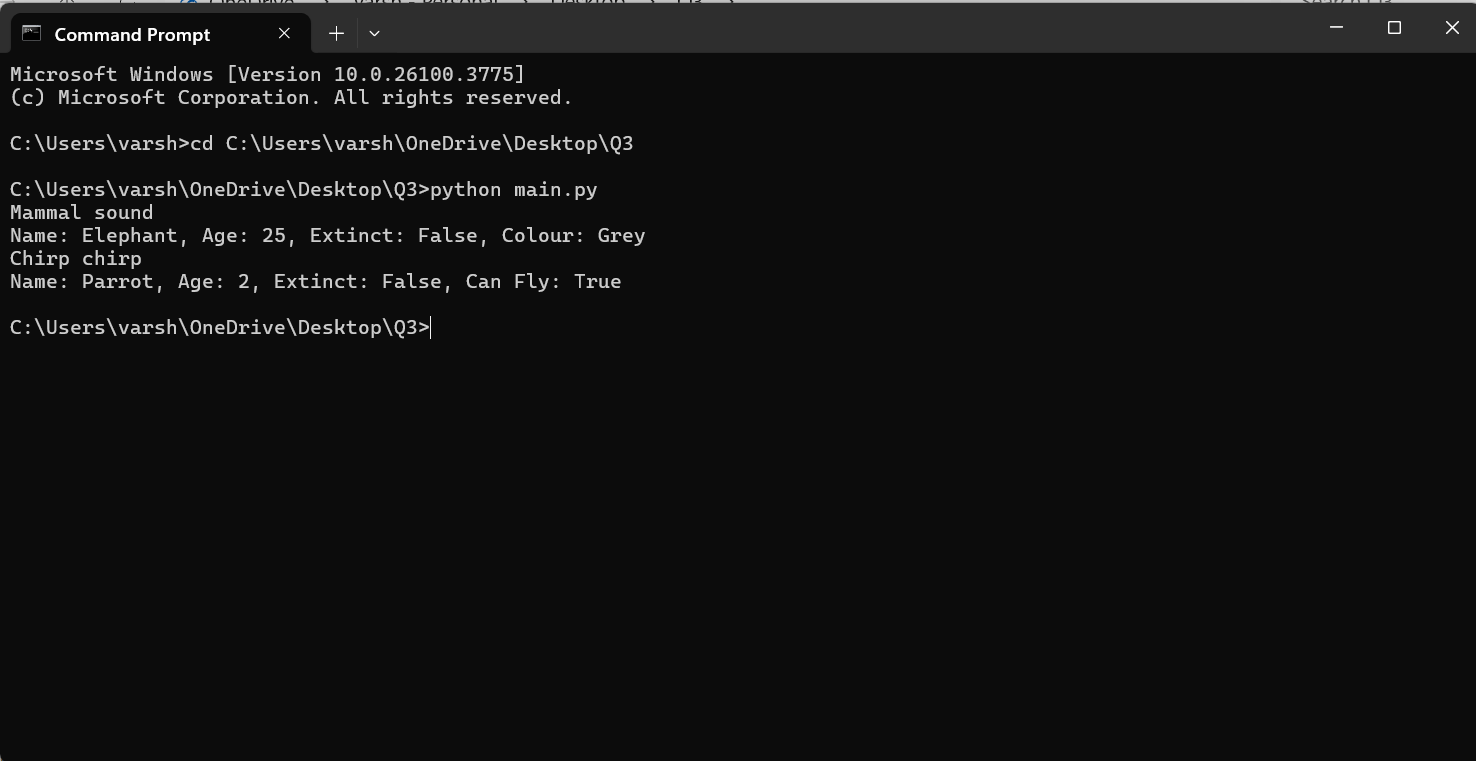 Command Prompt
Microsoft Windows [Version 10.0.26100.3775]
(c) Microsoft Corporation. All rights reserved.
C:\Users\varsh>cd C:\Users\varsh\OneDrive\Desktop\Q3
C:\Users\varsh\OneDrive\Desktop\Q3>python main.py
Mammal sound
Name: Elephant, Age: 25, Extinct: False, Colour: Grey
Chirp chirp
Name: Parrot, Age: 2, Extinct: False, Can Fly: True
C:\Users\varsh\OneDrive\Desktop\Q3>